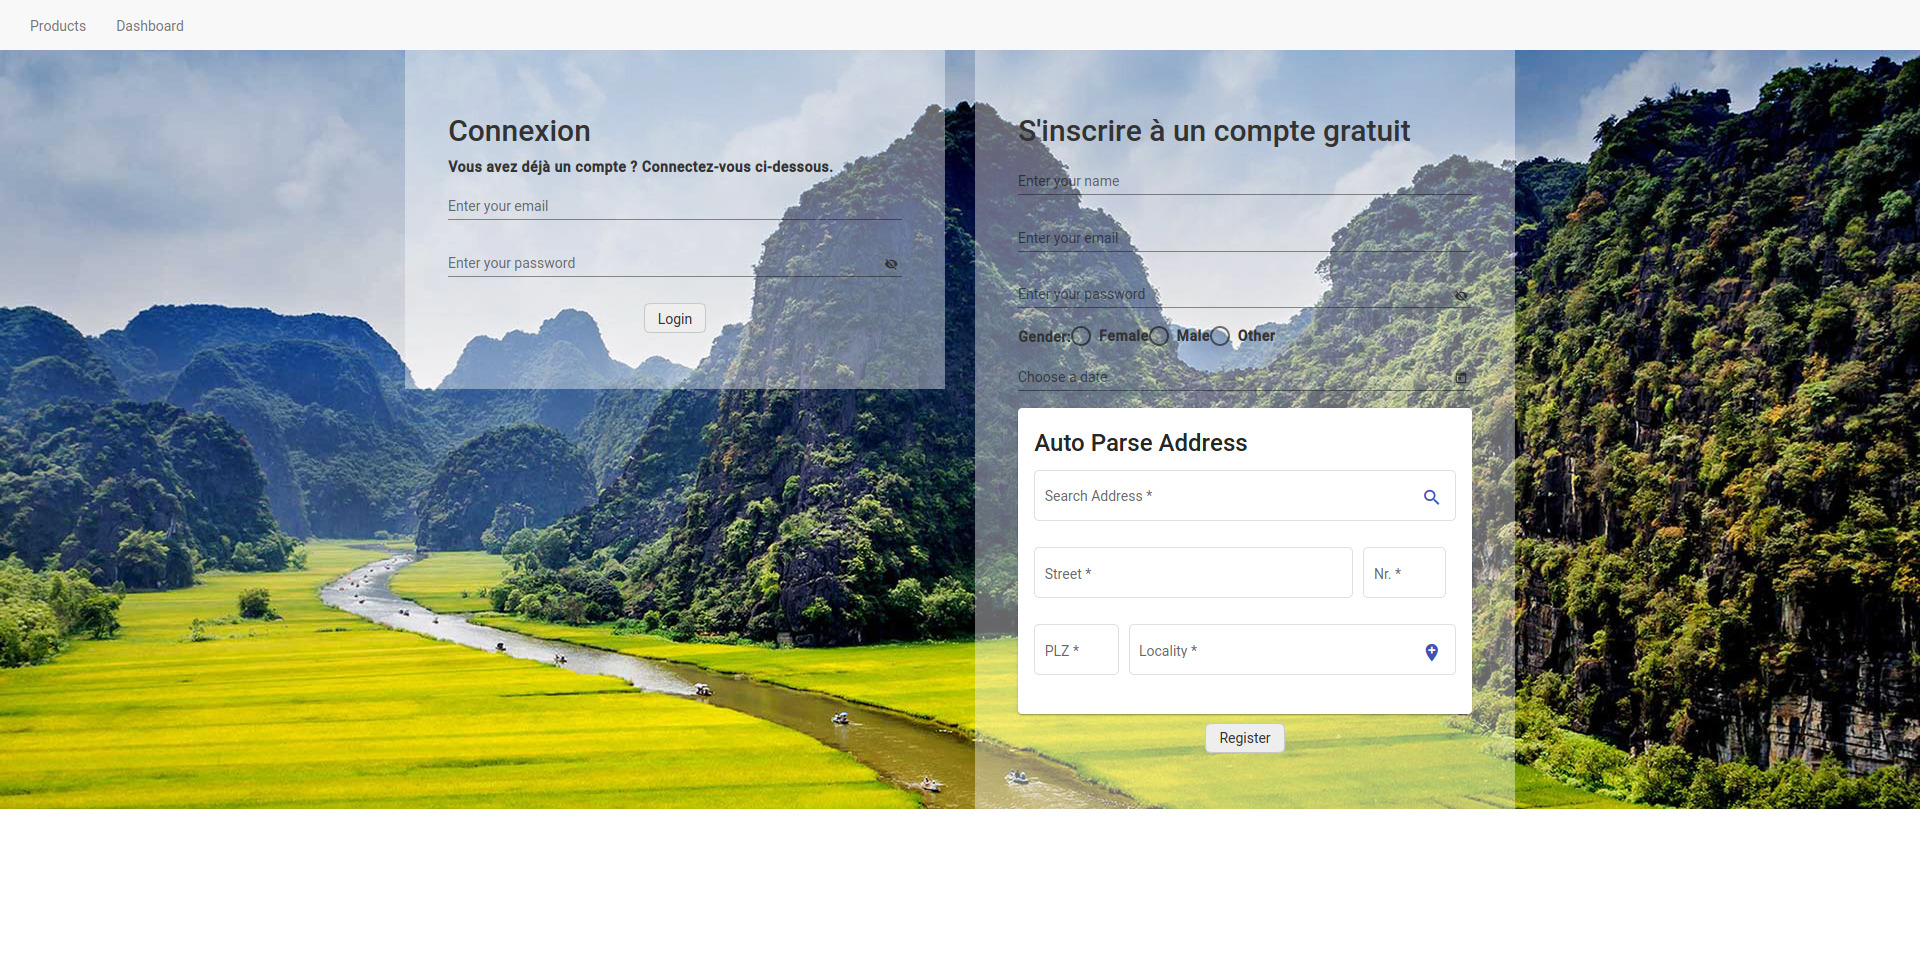 Products Dashboard
Connexion
Vous avez déjà un compte ? Connectez-vous ci-dessous.
Enter your email
Enter your password
Login
S'inscrire à un compte gratuit
Enter your name
Enter your email
Enter your password
Gender: Female Male Other
Choose a date
Auto Parse Address
Search Address *
Street * Nr. *
PLZ * Locality *
Register